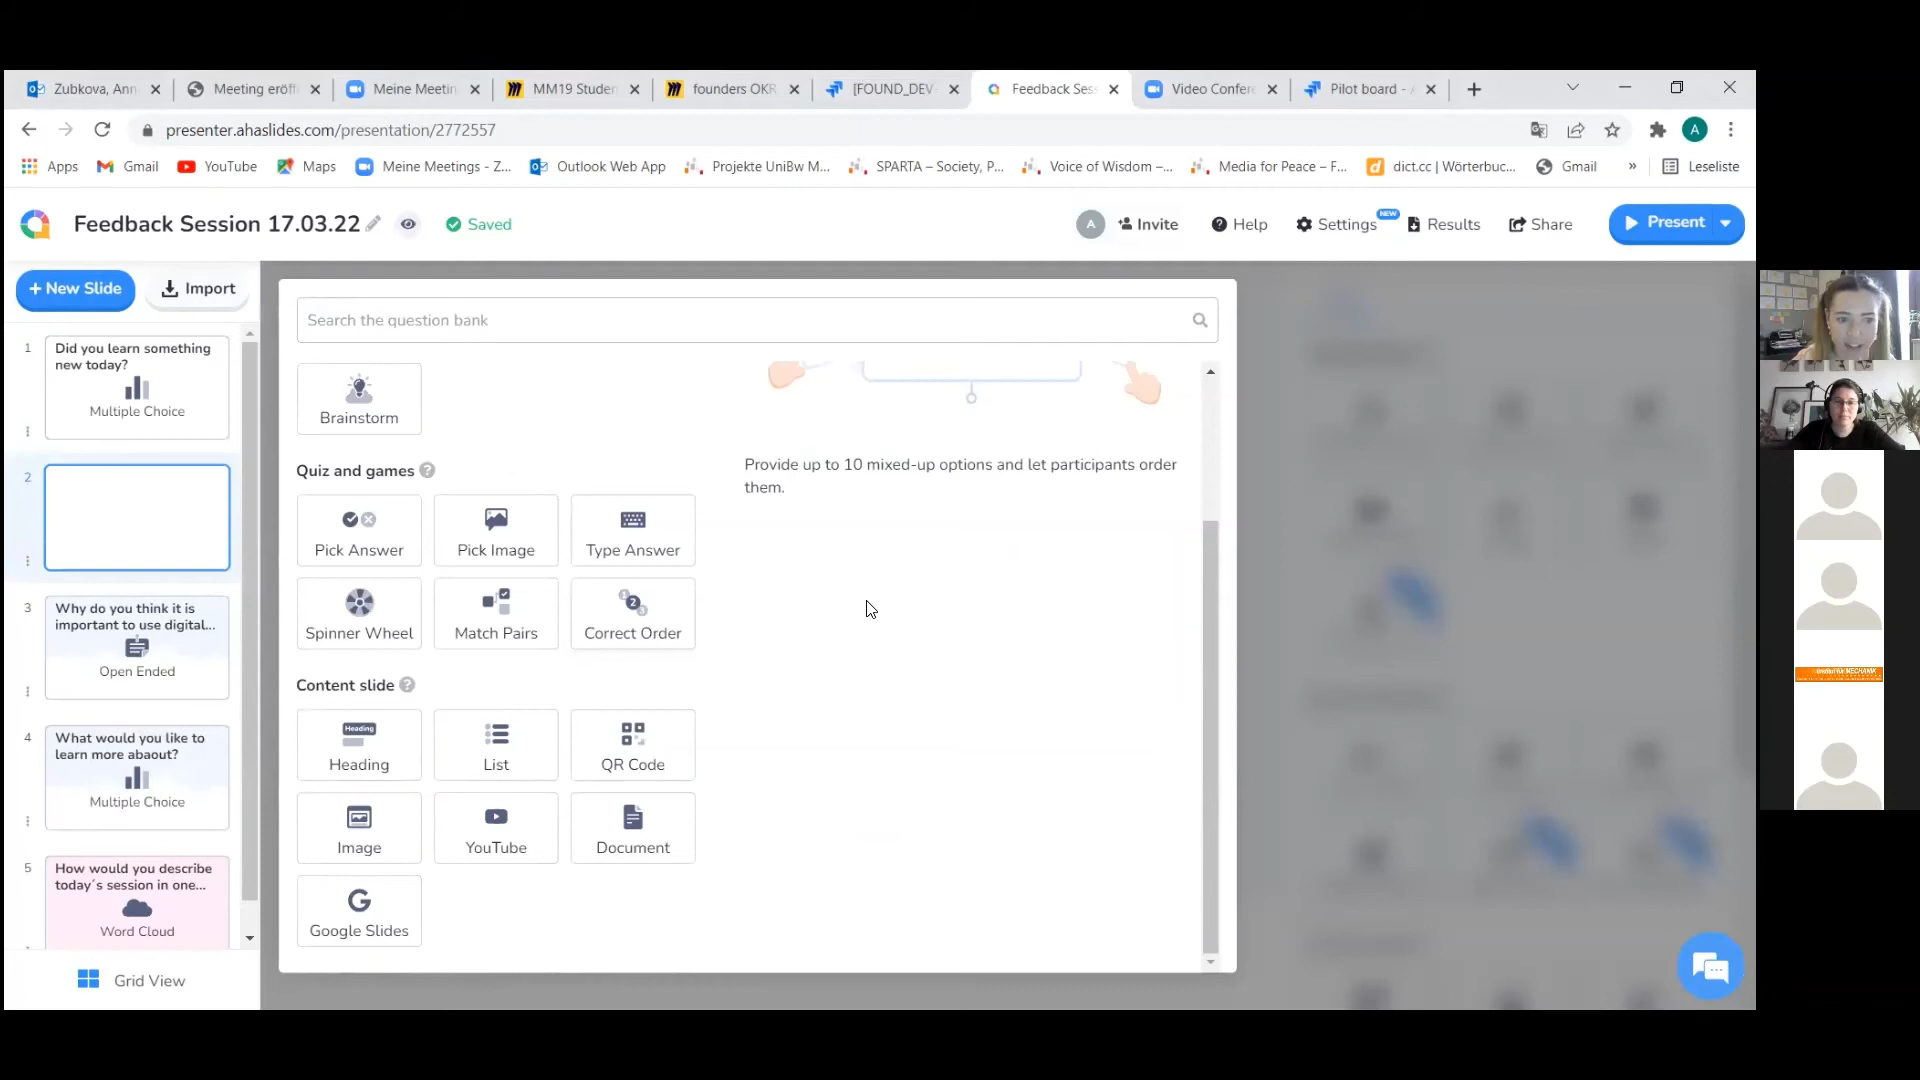 Zubkova, Ann
Meeting eröff
Meine Meetin
MM19 Studer
founders OKR
[FOUND_DEV
Feedback Ses
Video Confer
Pilot board -
presenter.ahaslides.com/presentation/2772557
A
Apps
Gmail
YouTube
Maps
Meine Meetings - Z...
Outlook Web App
Projekte UniBw M...
SPARTA – Society, P...
Voice of Wisdom –...
Media for Peace – F...
dict.cc | Wörterbuc...
Gmail
»
Leseliste
Feedback Session 17.03.22
Saved
A
Invite
Help
Settings
NEW
Results
Share
Present
+ New Slide
Import
1
Did you learn something
new today?
Multiple Choice
2
3
Why do you think it is
important to use digital...
Open Ended
4
What would you like to
learn more abaout?
Multiple Choice
5
How would you describe
today´s session in one...
Word Cloud
Grid View
Search the question bank
Brainstorm
Quiz and games ?
Pick Answer
Pick Image
Type Answer
Spinner Wheel
Match Pairs
Correct Order
Content slide ?
Heading
Heading
List
QR Code
Image
YouTube
Document
Google Slides
Provide up to 10 mixed-up options and let participants order
them.